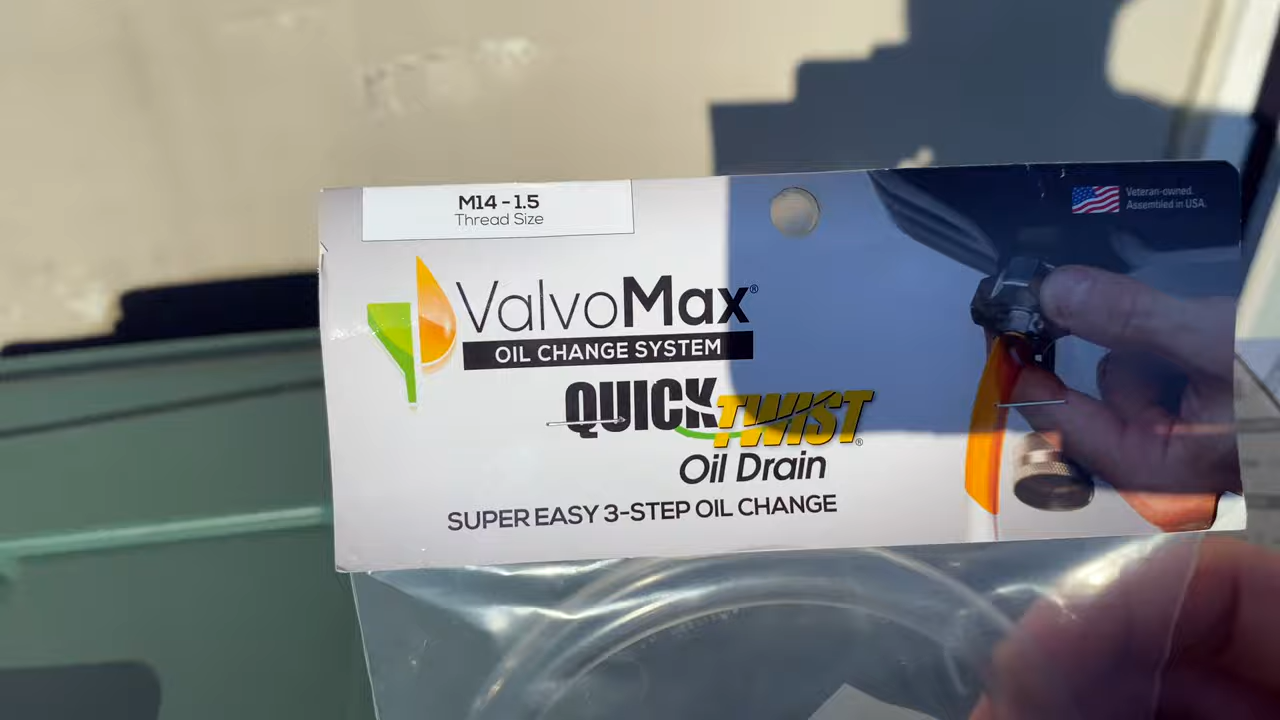 M14 - 1.5
Thread Size
Veteran-owned.
Assembled in USA.
ValvoMax®
OIL CHANGE SYSTEM
QUICK TWIST®
Oil Drain
SUPER EASY 3-STEP OIL CHANGE